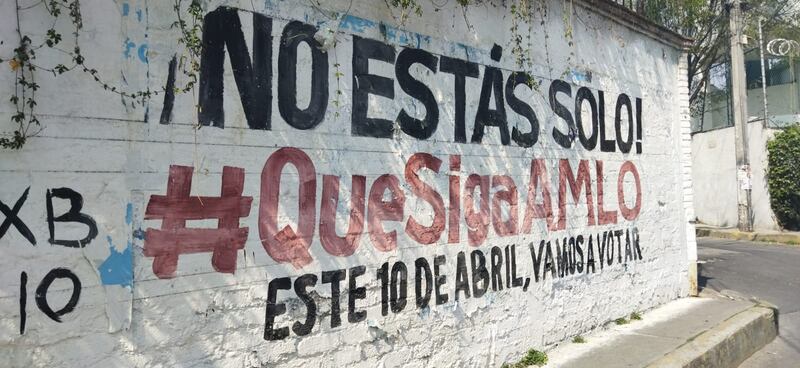 ¡NO ESTÁS SOLO!
#QueSigaAMLO
ESTE 10 DE ABRIL, VAMOS A VOTAR
XB
10